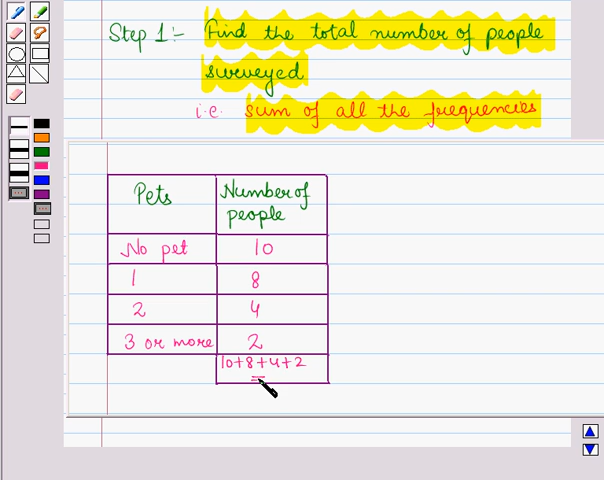 Step 1:- Find the total number of people
surveyed
i.e. sum of all the frequencies
Pets Number of people
No pet 10
1 8
2 4
3 or more 2
10+8+4+2
=